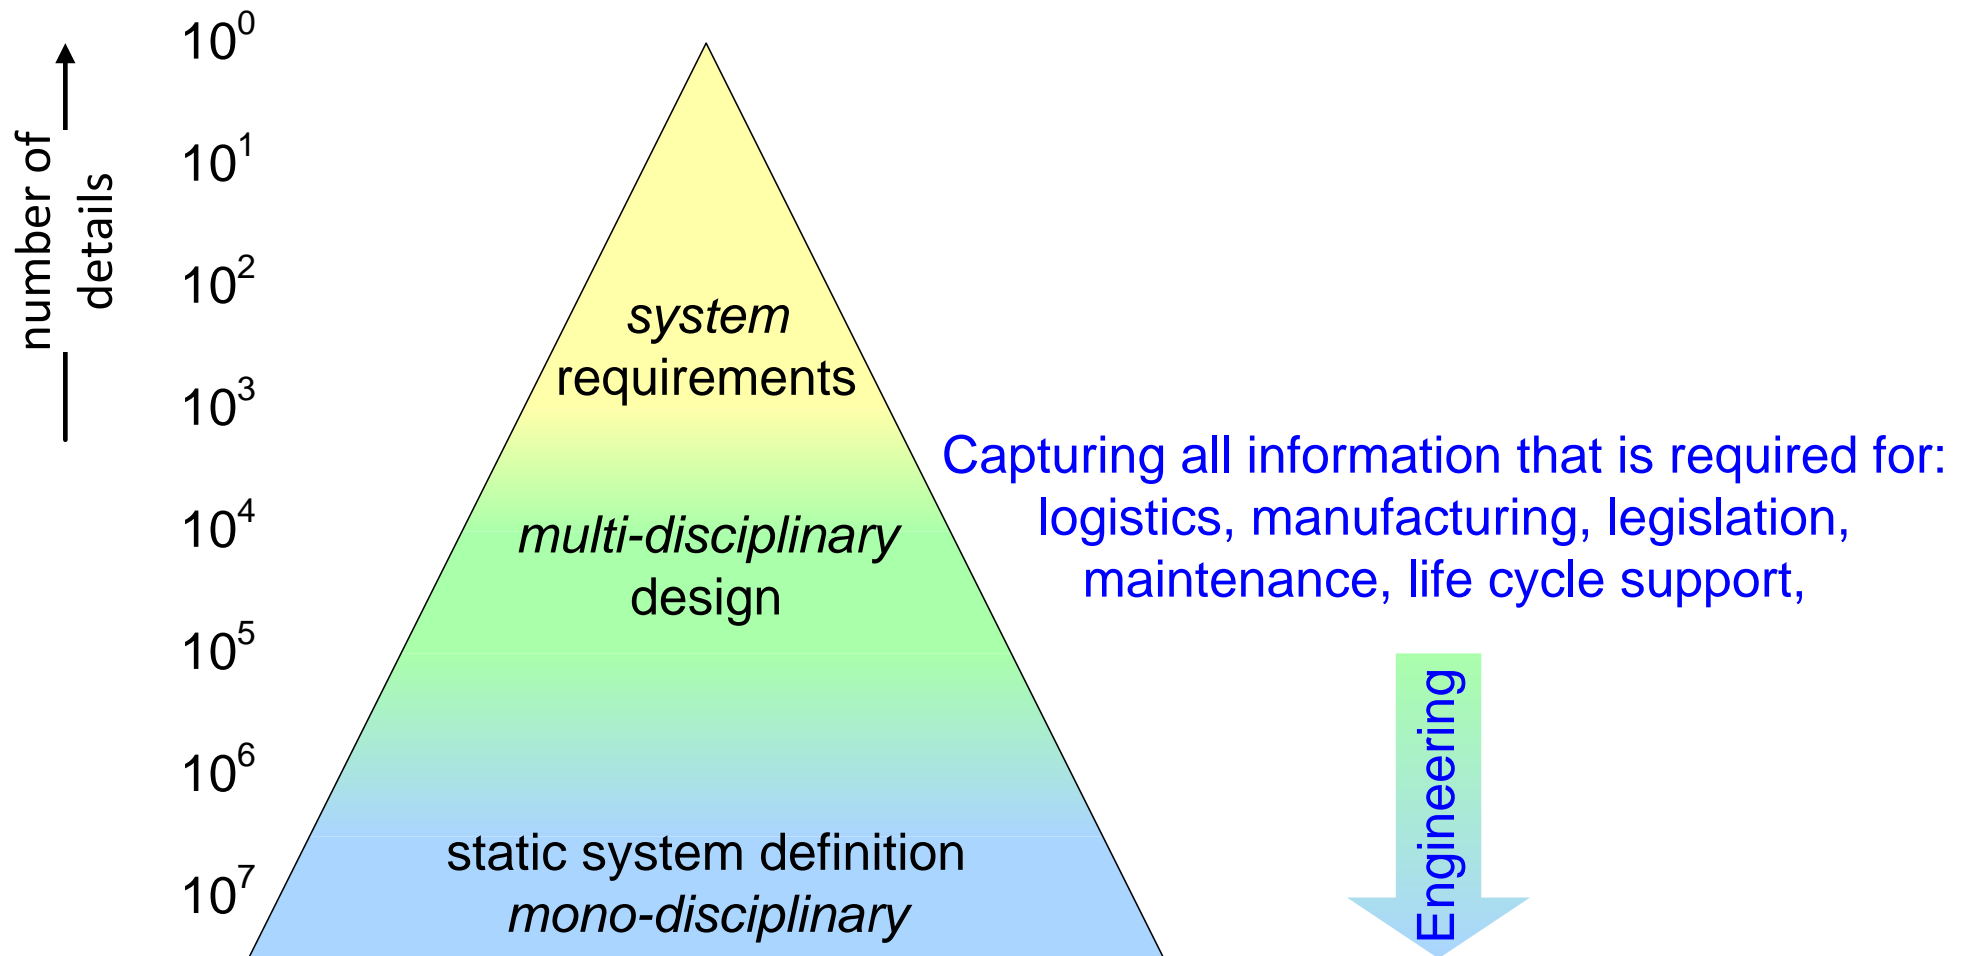 number of
details
10⁰
10¹
10²
10³
10⁴
10⁵
10⁶
10⁷
system
requirements
multi-disciplinary
design
static system definition
mono-disciplinary
Capturing all information that is required for:
logistics, manufacturing, legislation,
maintenance, life cycle support,
Engineering